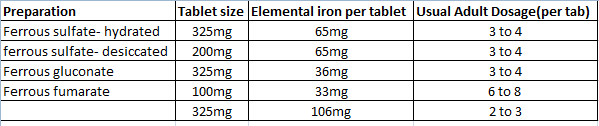 Preparation Tablet size Elemental iron per tablet Usual Adult Dosage(per tab)
Ferrous sulfate- hydrated 325mg 65mg 3 to 4
ferrous sulfate- desiccated 200mg 65mg 3 to 4
Ferrous gluconate 325mg 36mg 3 to 4
Ferrous fumarate 100mg 33mg 6 to 8
325mg 106mg 2 to 3